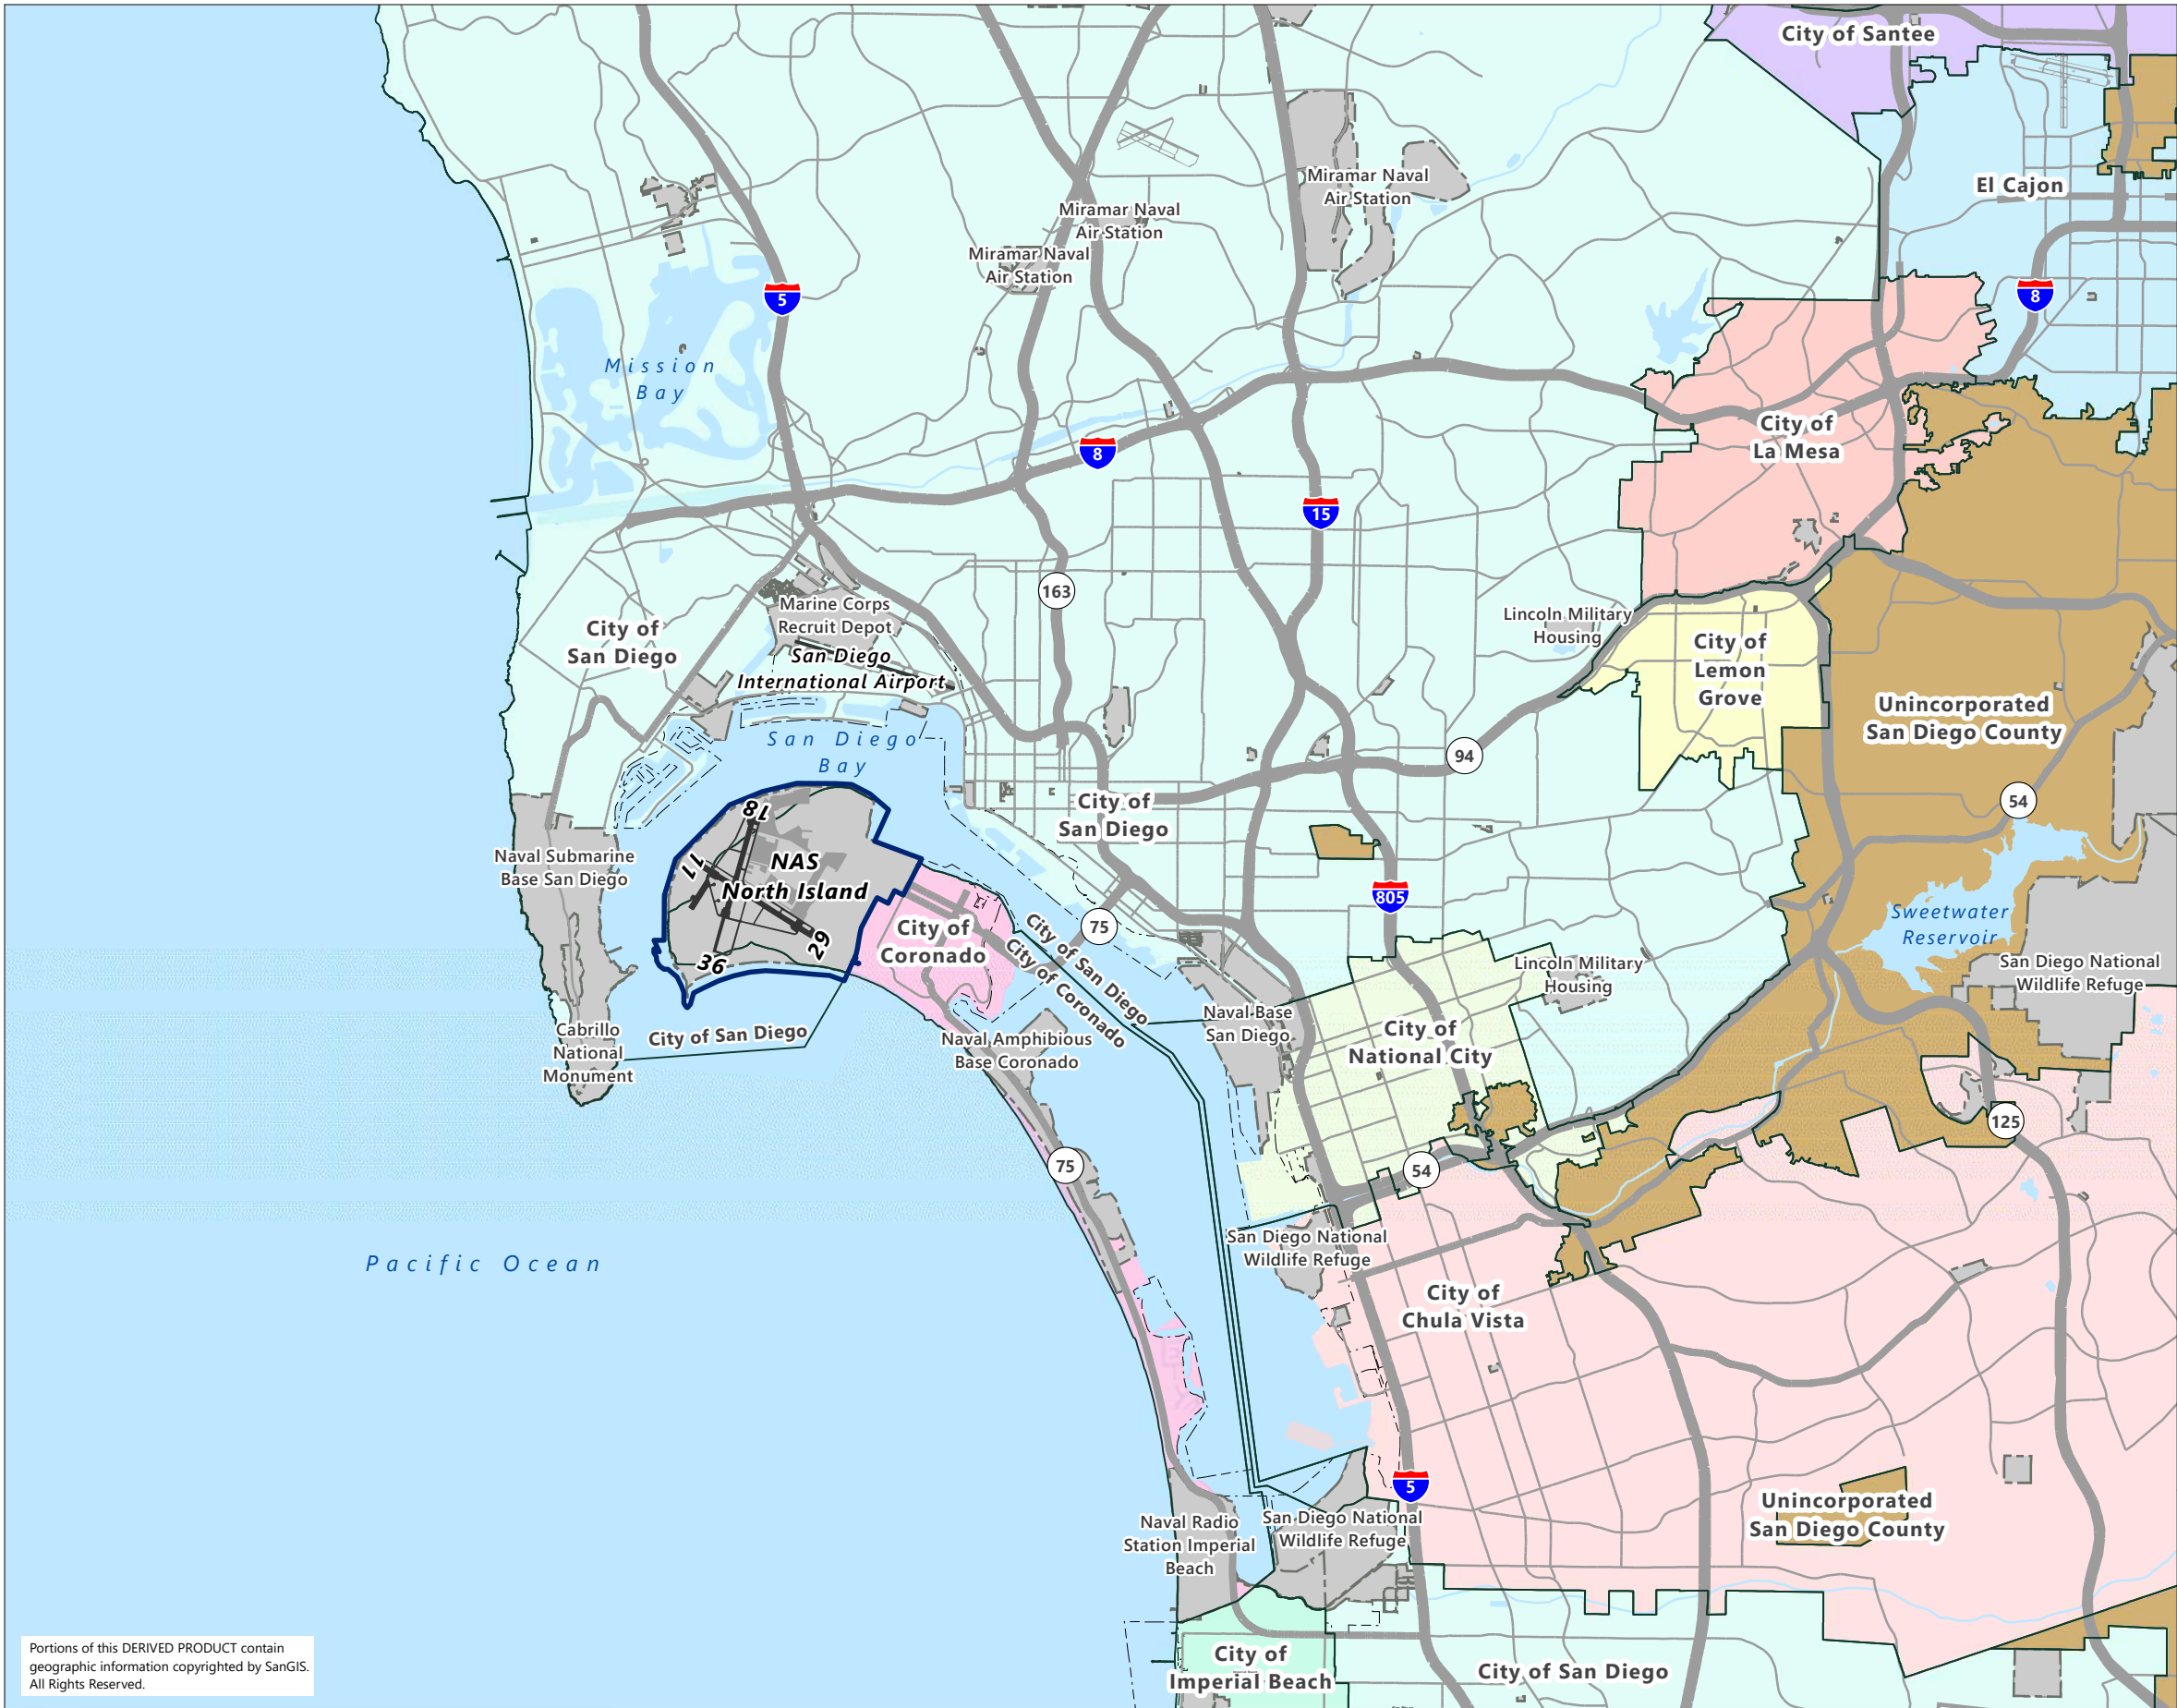 City of Santee
El Cajon
Miramar Naval
Air Station
Miramar Naval
Air Station
Miramar Naval
Air Station
5
8
Mission
Bay
City of
La Mesa
8
15
163
Marine Corps
Recruit Depot
Lincoln Military
Housing
City of
San Diego
San Diego
International Airport
City of
Lemon
Grove
Unincorporated
San Diego County
San Diego
Bay
94
54
City of
San Diego
18
11
NAS
North Island
29
36
Naval Submarine
Base San Diego
805
75
City of
Coronado
City of San Diego
City of Coronado
Sweetwater
Reservoir
San Diego National
Wildlife Refuge
Lincoln Military
Housing
Naval Base
San Diego
City of
National City
City of San Diego
Cabrillo
National
Monument
Naval Amphibious
Base Coronado
125
75
54
San Diego National
Wildlife Refuge
Pacific Ocean
City of
Chula Vista
5
Unincorporated
San Diego County
Naval Radio
Station Imperial
Beach
San Diego National
Wildlife Refuge
City of
Imperial Beach
City of San Diego
Portions of this DERIVED PRODUCT contain
geographic information copyrighted by SanGIS.
All Rights Reserved.